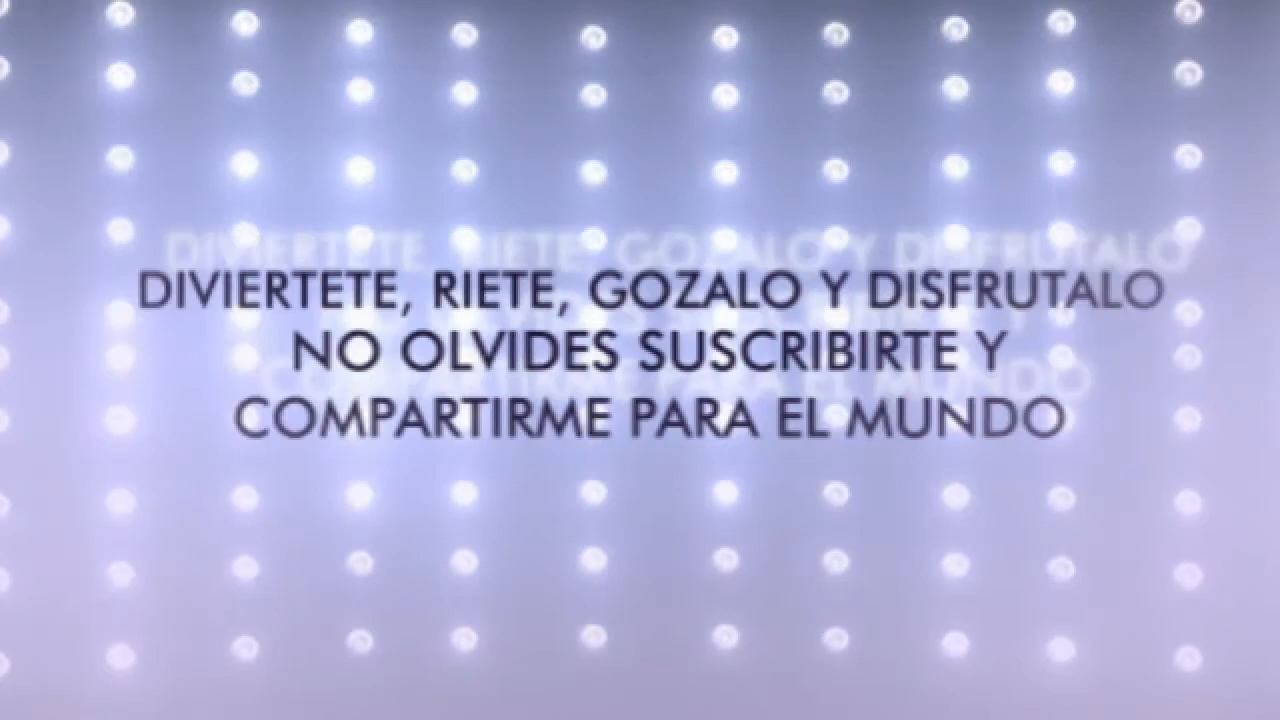 DIVIERTETE, RIETE, GOZALO Y DISFRUTALO
NO OLVIDES SUSCRIBIRTE Y
COMPARTIRME PARA EL MUNDO